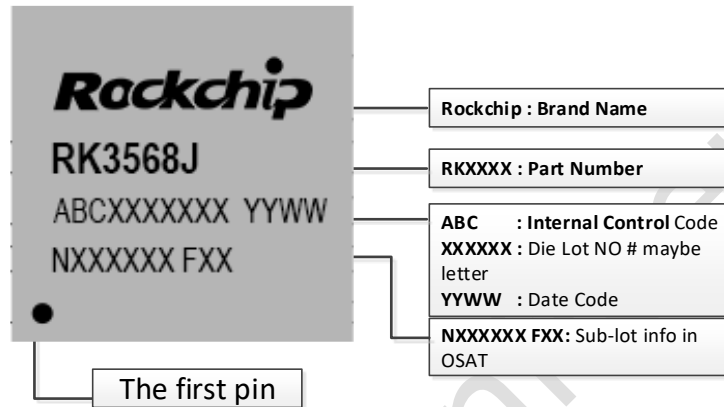 Rockchip
RK3568J
ABCXXXXXXX YYWW
NXXXXXX FXX
The first pin
Rockchip : Brand Name
RKXXXX : Part Number
ABC : Internal Control Code
XXXXXX : Die Lot NO # maybe
letter
YYWW : Date Code
NXXXXXX FXX: Sub-lot info in
OSAT